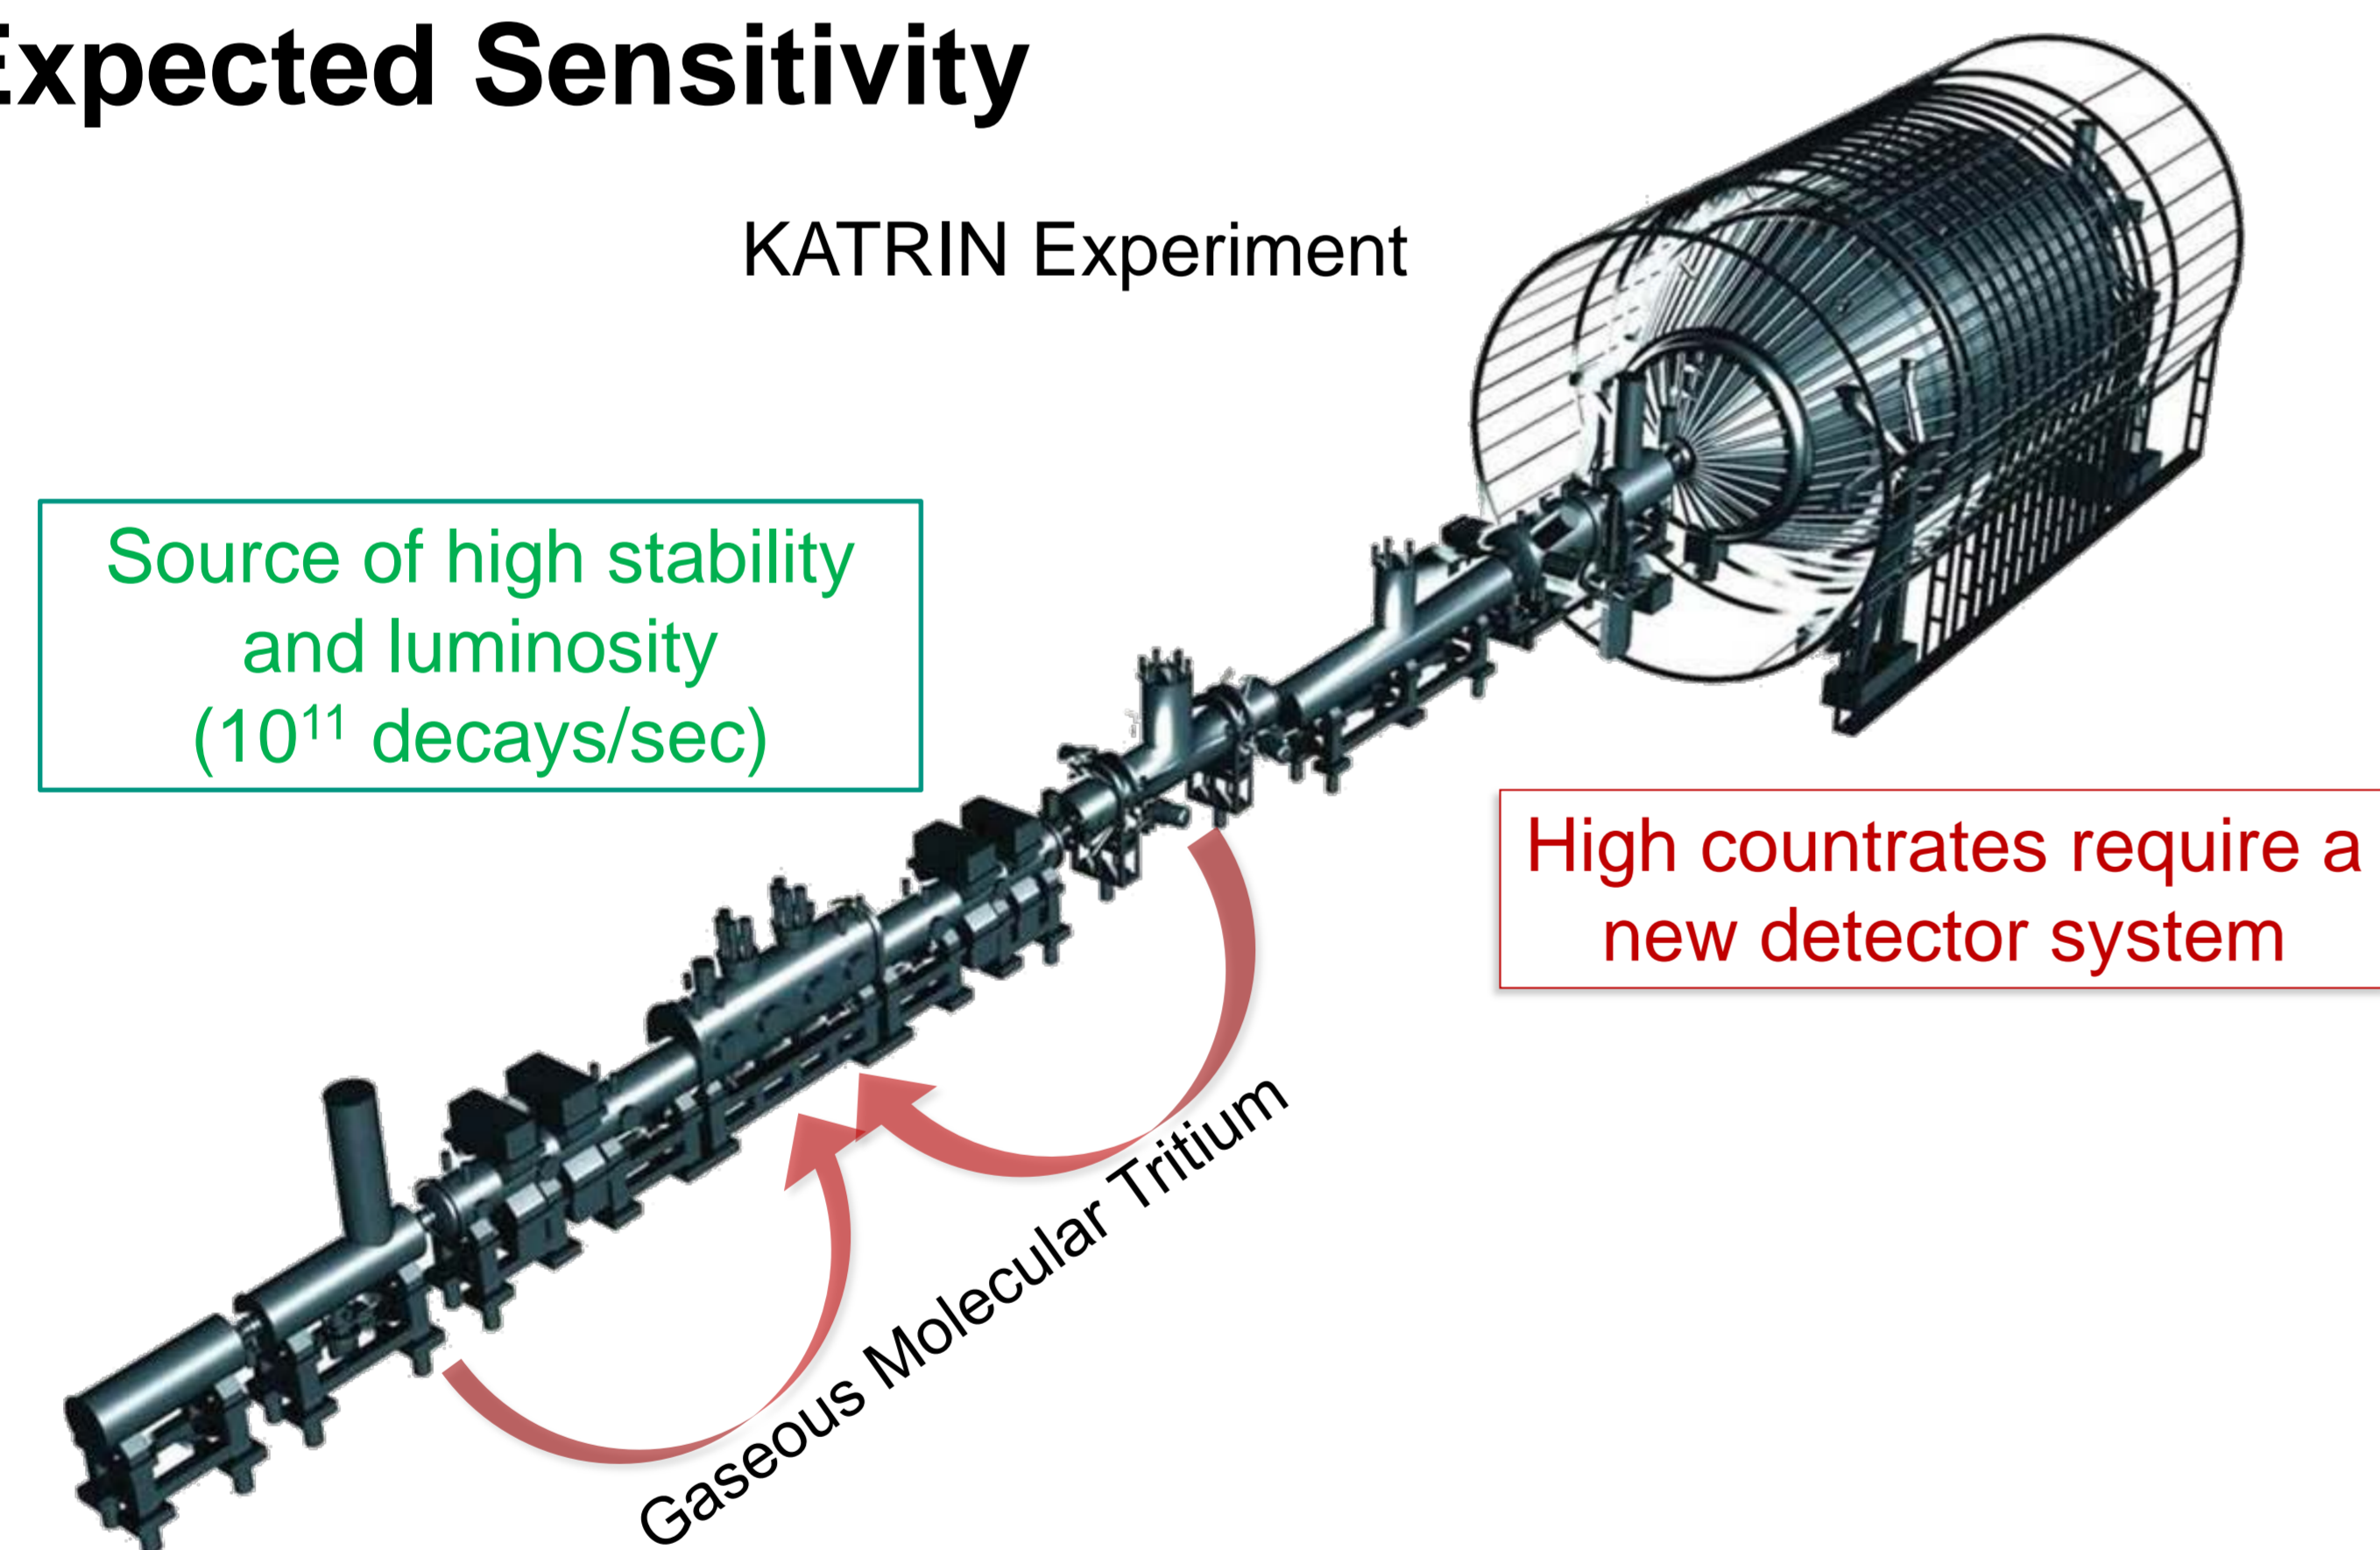 Expected Sensitivity
KATRIN Experiment
Source of high stability
and luminosity
(10¹¹ decays/sec)
High countrates require a
new detector system
Gaseous Molecular Tritium